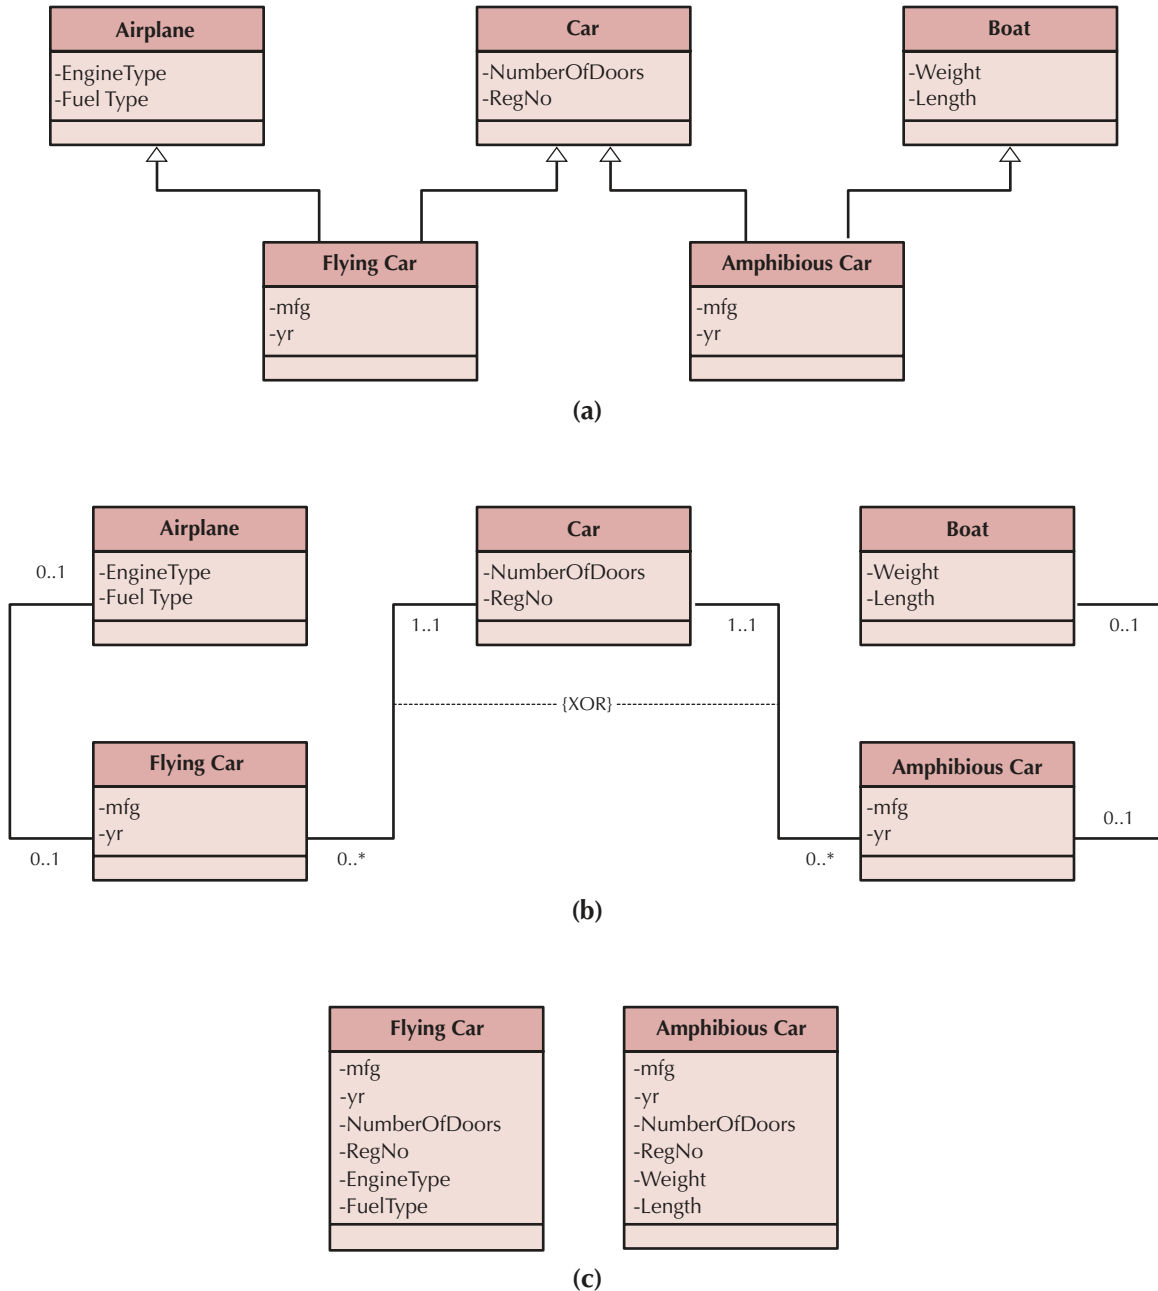 Airplane
-EngineType
-Fuel Type
Car
-NumberOfDoors
-RegNo
Boat
-Weight
-Length
Flying Car
-mfg
-yr
Amphibious Car
-mfg
-yr
(a)
Airplane
-EngineType
-Fuel Type
Car
-NumberOfDoors
-RegNo
Boat
-Weight
-Length
0..1
1..1
1..1
0..1
{XOR}
Flying Car
-mfg
-yr
Amphibious Car
-mfg
-yr
0..1
0..1
0..*
0..*
(b)
Flying Car
-mfg
-yr
-NumberOfDoors
-RegNo
-EngineType
-FuelType
Amphibious Car
-mfg
-yr
-NumberOfDoors
-RegNo
-Weight
-Length
(c)